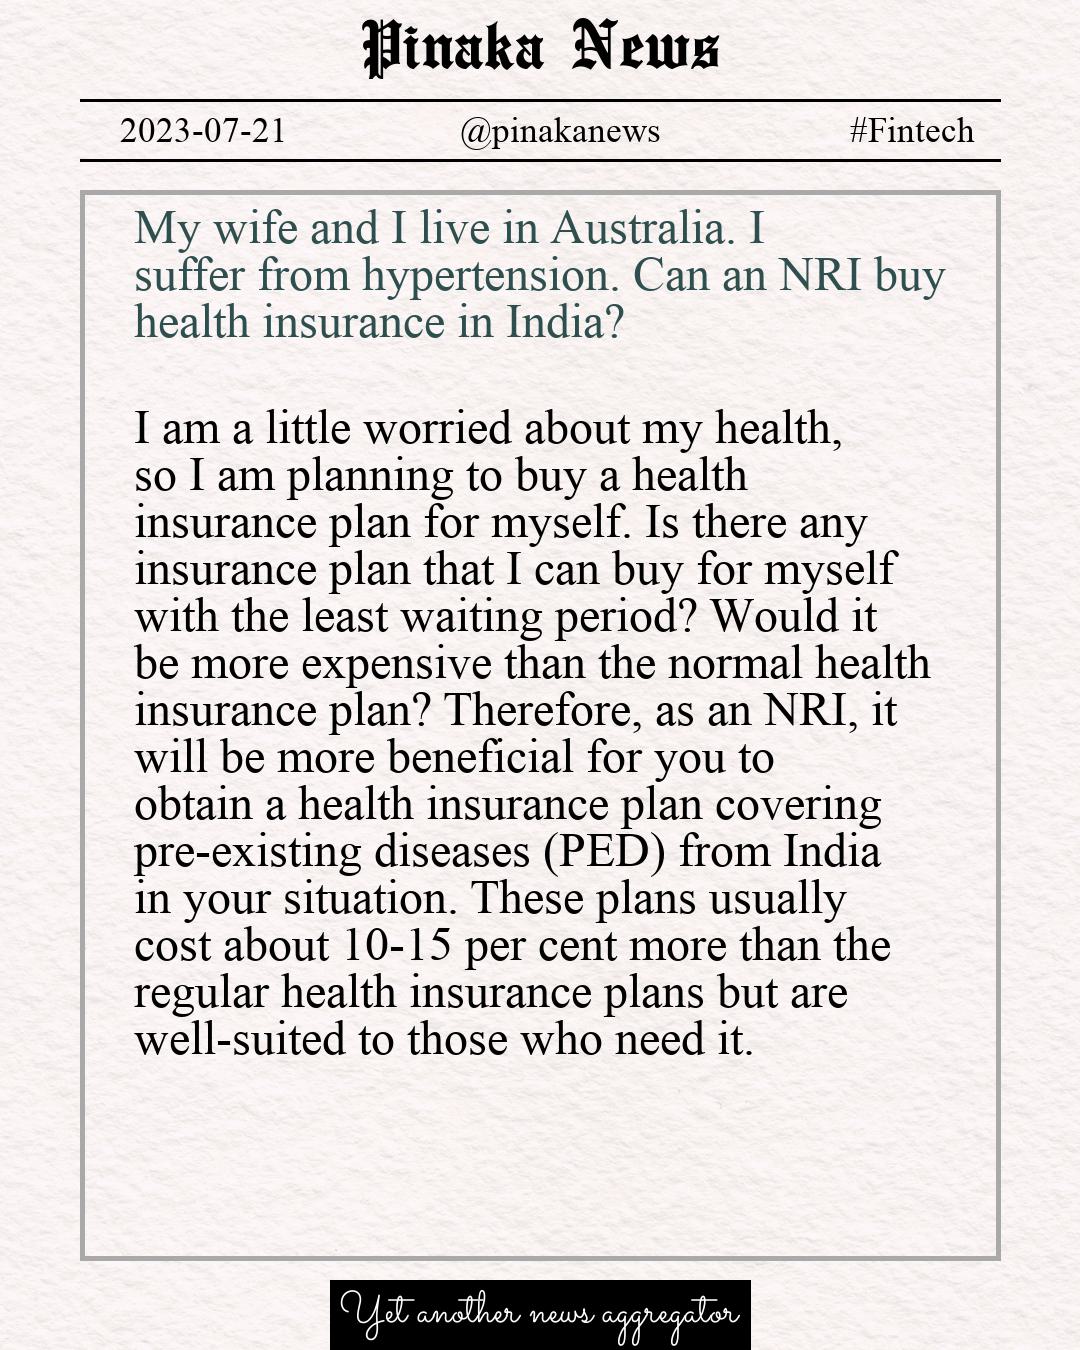 Pinaka News
2023-07-21 @pinakanews #Fintech
My wife and I live in Australia. I
suffer from hypertension. Can an NRI buy
health insurance in India?
I am a little worried about my health,
so I am planning to buy a health
insurance plan for myself. Is there any
insurance plan that I can buy for myself
with the least waiting period? Would it
be more expensive than the normal health
insurance plan? Therefore, as an NRI, it
will be more beneficial for you to
obtain a health insurance plan covering
pre-existing diseases (PED) from India
in your situation. These plans usually
cost about 10-15 per cent more than the
regular health insurance plans but are
well-suited to those who need it.
Yet another news aggregator